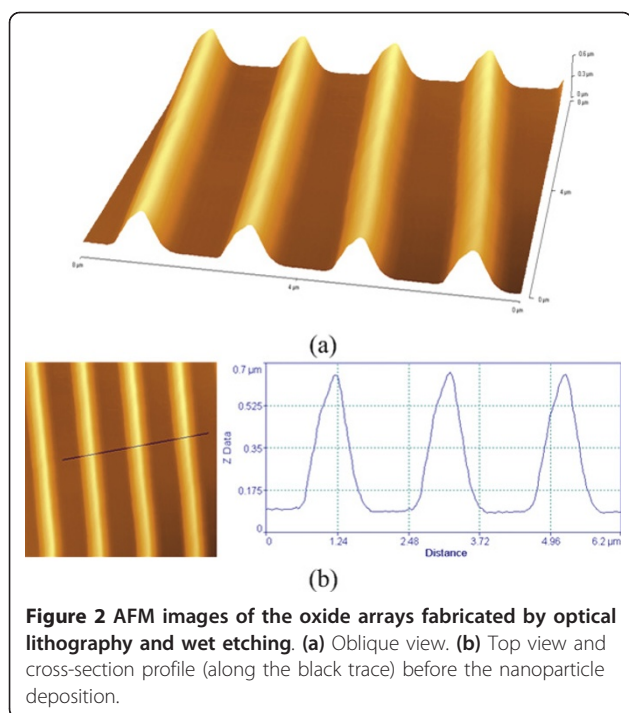 0.6 µm
0.3 µm
0 µm
0 µm
4 µm
0 µm
0 µm
4 µm
0 µm
(a)
0.7 µm
0.525
0.35
0.175
0
Z Data
0 1.24 2.48 3.72 4.96 6.2 µm
Distance
(b)
Figure 2 AFM images of the oxide arrays fabricated by optical
lithography and wet etching. (a) Oblique view. (b) Top view and
cross-section profile (along the black trace) before the nanoparticle
deposition.